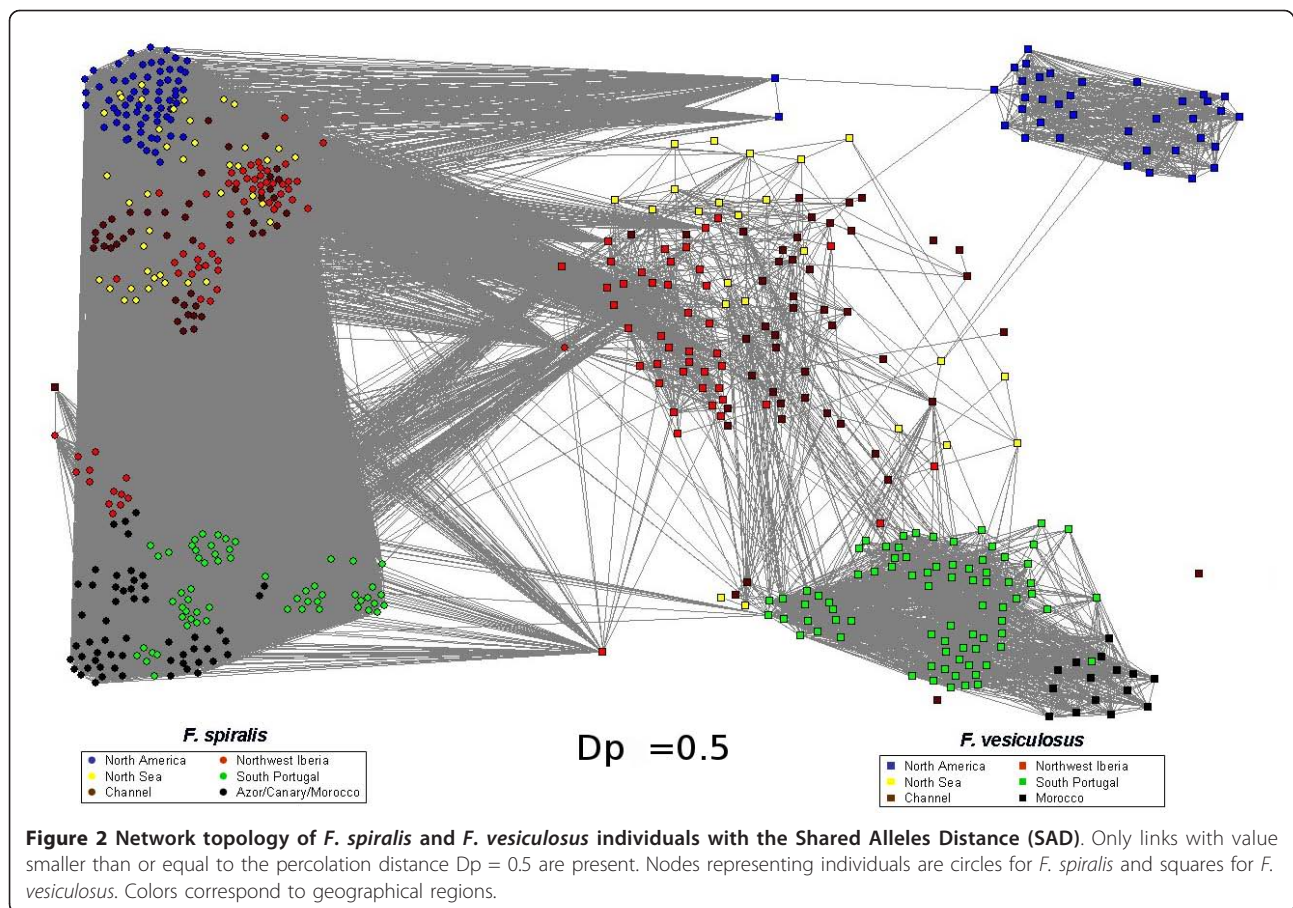 F. spiralis
North America
Northwest Iberia
North Sea
South Portugal
Channel
Azor/Canary/Morocco
Dp =0.5
F. vesiculosus
North America
Northwest Iberia
North Sea
South Portugal
Channel
Morocco
Figure 2 Network topology of F. spiralis and F. vesiculosus individuals with the Shared Alleles Distance (SAD). Only links with value
smaller than or equal to the percolation distance Dp = 0.5 are present. Nodes representing individuals are circles for F. spiralis and squares for F.
vesiculosus. Colors correspond to geographical regions.